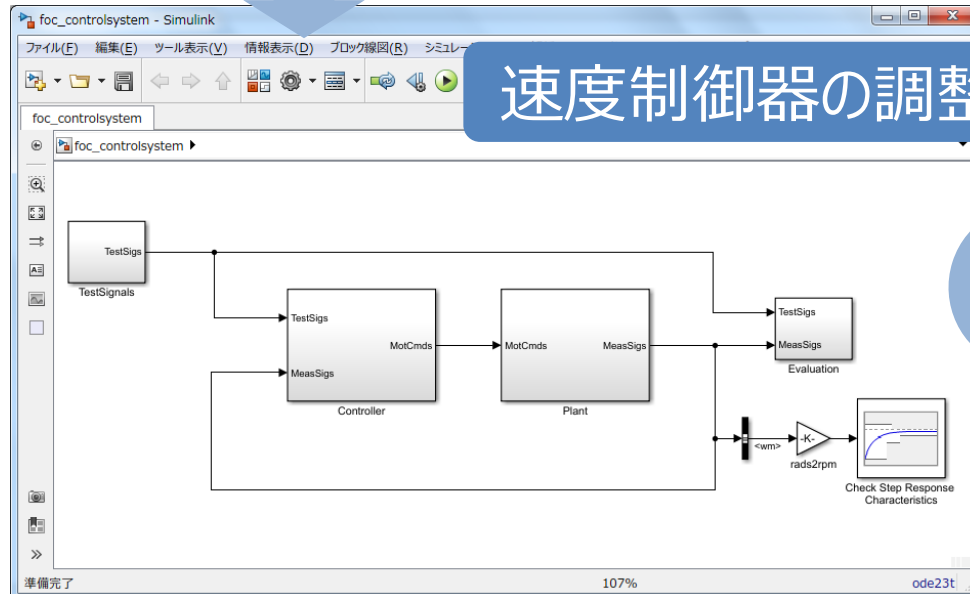 foc_controlsystem - Simulink
ファイル(F) 編集(E) ツール表示(V) 情報表示(D) ブロック線図(R) シミュレー
速度制御器の調整
foc_controlsystem
foc_controlsystem
TestSigs
TestSignals
TestSigs
MotCmds
MeasSigs
Controller
MotCmds
MeasSigs
Plant
TestSigs
MeasSigs
Evaluation
<wm>
-K-
rads2rpm
Check Step Response
Characteristics
準備完了
107%
ode23t